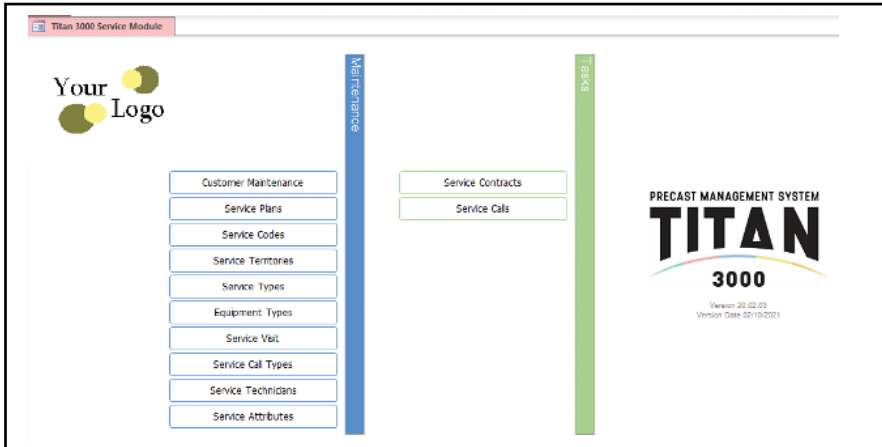 Titan 3000 Service Module
Your
Logo
Maintenance
Customer Maintenance
Service Plans
Service Codes
Service Territories
Service Types
Equipment Types
Service Visit
Service Call Types
Service Technicians
Service Attributes
Tasks
Service Contracts
Service Calls
PRECAST MANAGEMENT SYSTEM
TITAN
3000
Version 20.02.03
Version Date 02/10/2021